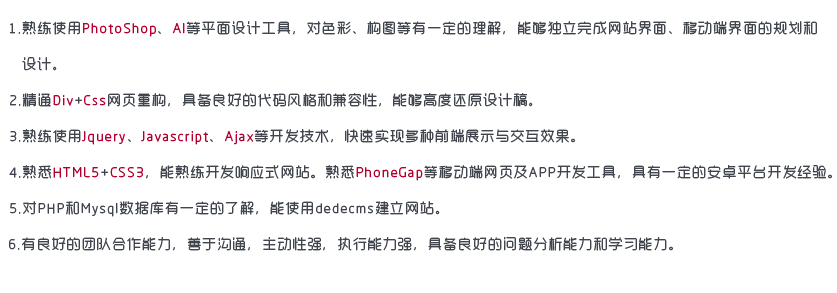 1.熟练使用PhotoShop、AI等平面设计工具，对色彩、构图等有一定的理解，能够独立完成网站界面、移动端界面的规划和
设计。
2.精通Div+Css网页重构，具备良好的代码风格和兼容性，能够高度还原设计稿。
3.熟练使用Jquery、Javascript、Ajax等开发技术，快速实现多种前端展示与交互效果。
4.熟悉HTML5+CSS3，能熟练开发响应式网站。熟悉PhoneGap等移动端网页及APP开发工具，具有一定的安卓平台开发经验。
5.对PHP和Mysql数据库有一定的了解，能使用dedecms建立网站。
6.有良好的团队合作能力，善于沟通，主动性强，执行能力强，具备良好的问题分析能力和学习能力。